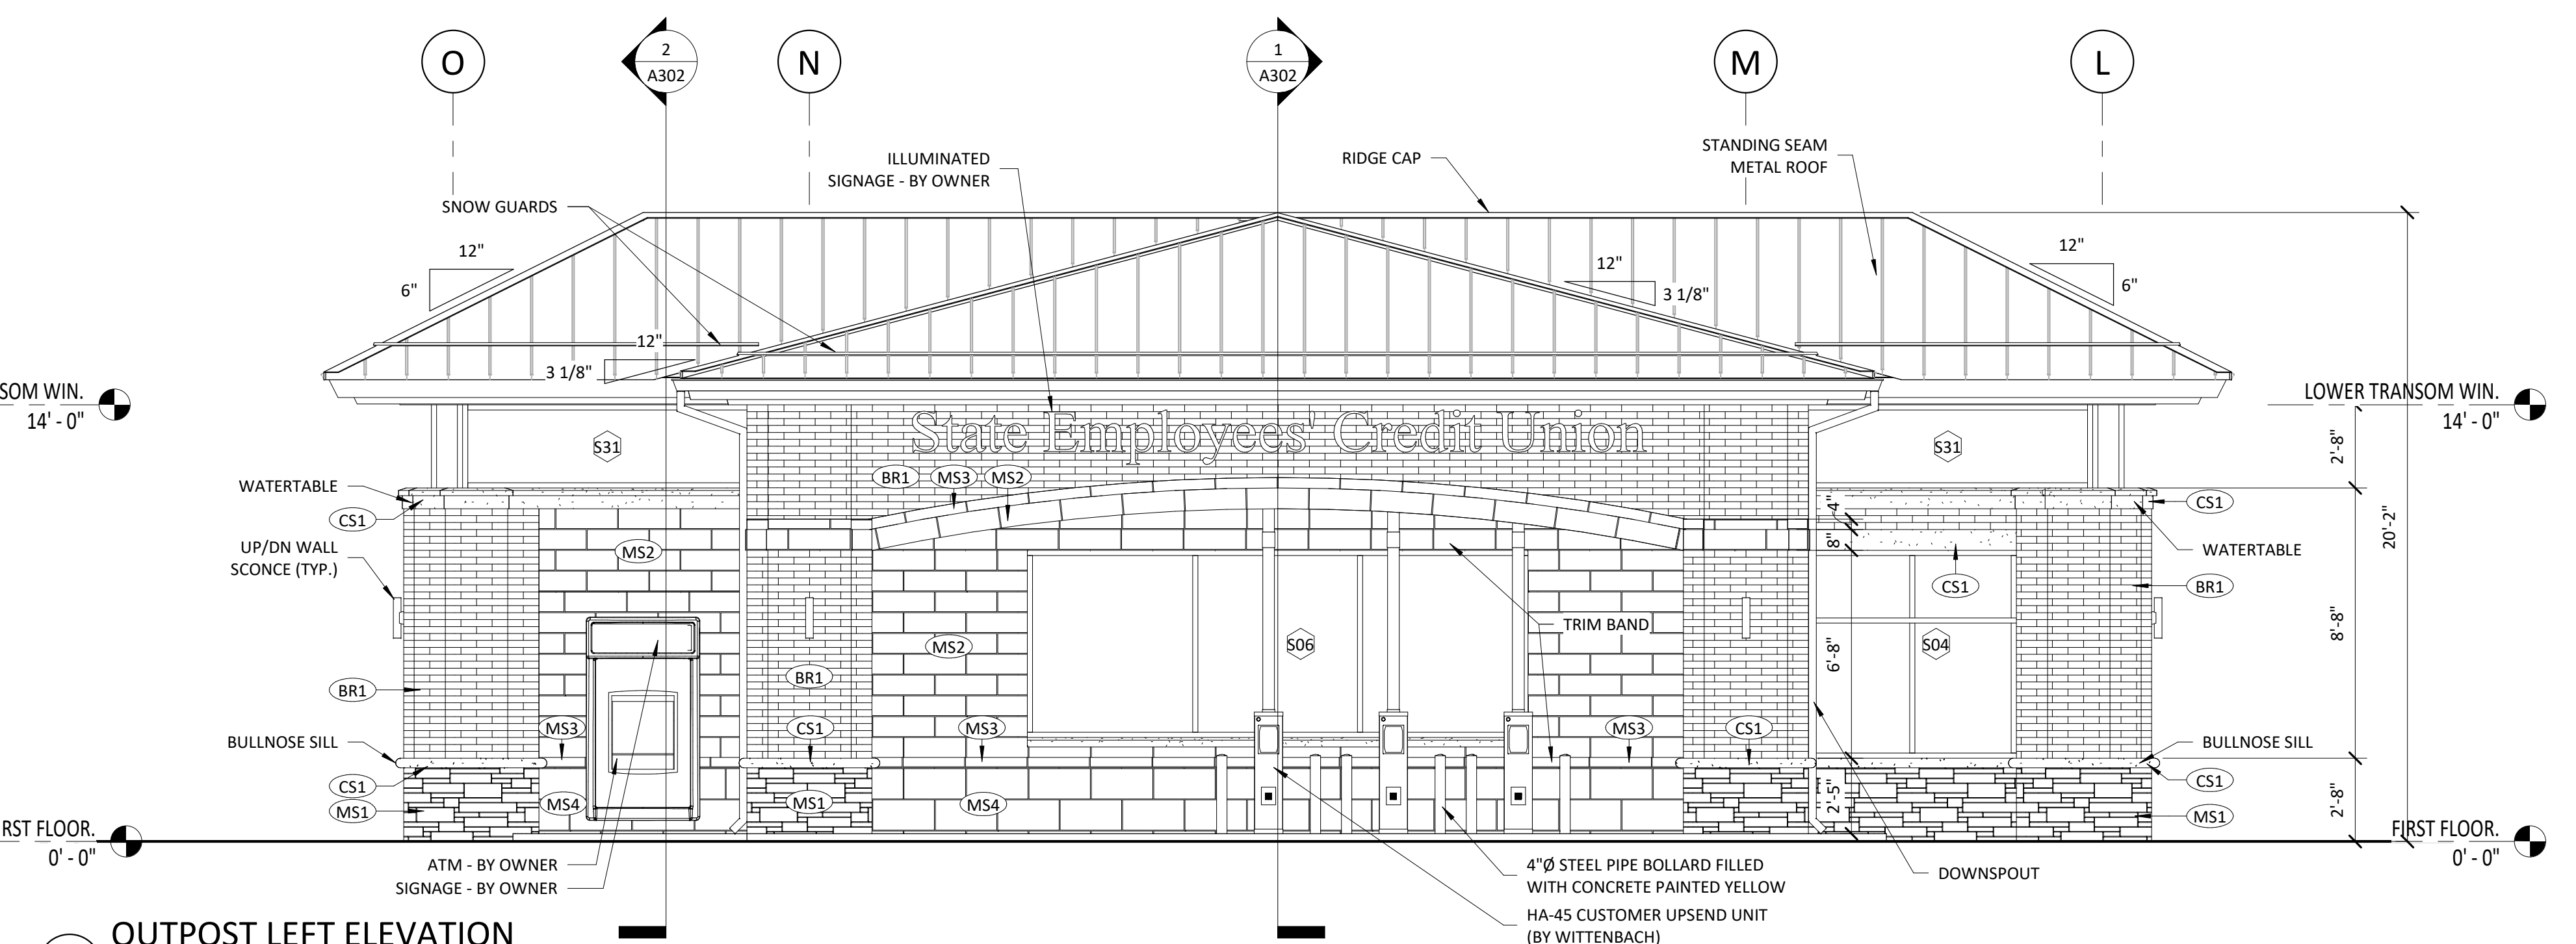 O
2
A302
N
1
A302
M
L
ILLUMINATED
SIGNAGE - BY OWNER
RIDGE CAP
STANDING SEAM
METAL ROOF
SNOW GUARDS
12"
6"
12"
3 1/8"
12"
6"
12"
3 1/8"
SOM WIN.
14' - 0"
LOWER TRANSOM WIN.
14' - 0"
State Employees' Credit Union
S31
S31
2'-8"
BR1
MS3
MS2
WATERTABLE
CS1
CS1
4"
8"
20'-2"
UP/DN WALL
SCONCE (TYP.)
MS2
WATERTABLE
CS1
BR1
TRIM BAND
8'-8"
MS2
S06
S04
6'-8"
BR1
BR1
MS3
CS1
MS3
MS3
CS1
BULLNOSE SILL
BULLNOSE SILL
CS1
CS1
MS1
MS4
MS1
MS4
2'-5"
2'-8"
MS1
RST FLOOR.
0' - 0"
FIRST FLOOR.
0' - 0"
ATM - BY OWNER
SIGNAGE - BY OWNER
4"Ø STEEL PIPE BOLLARD FILLED
WITH CONCRETE PAINTED YELLOW
DOWNSPOUT
HA-45 CUSTOMER UPSEND UNIT
(BY WITTENBACH)
OUTPOST LEFT ELEVATION